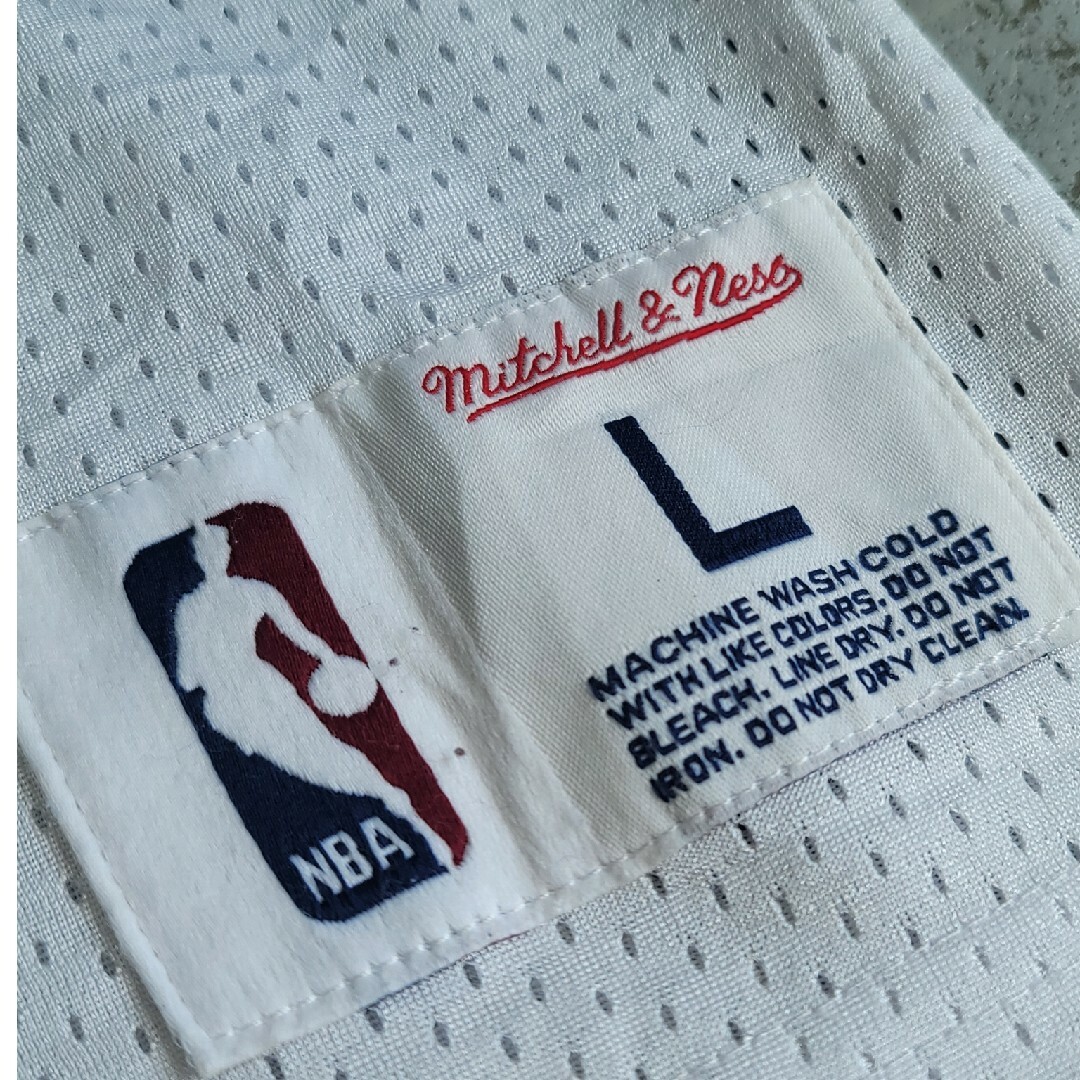 Mitchell & Ness
L
MACHINE WASH COLD
WITH LIKE COLORS. DO NOT
BLEACH. LINE DRY. DO NOT
IRON. DO NOT DRY CLEAN.
NBA